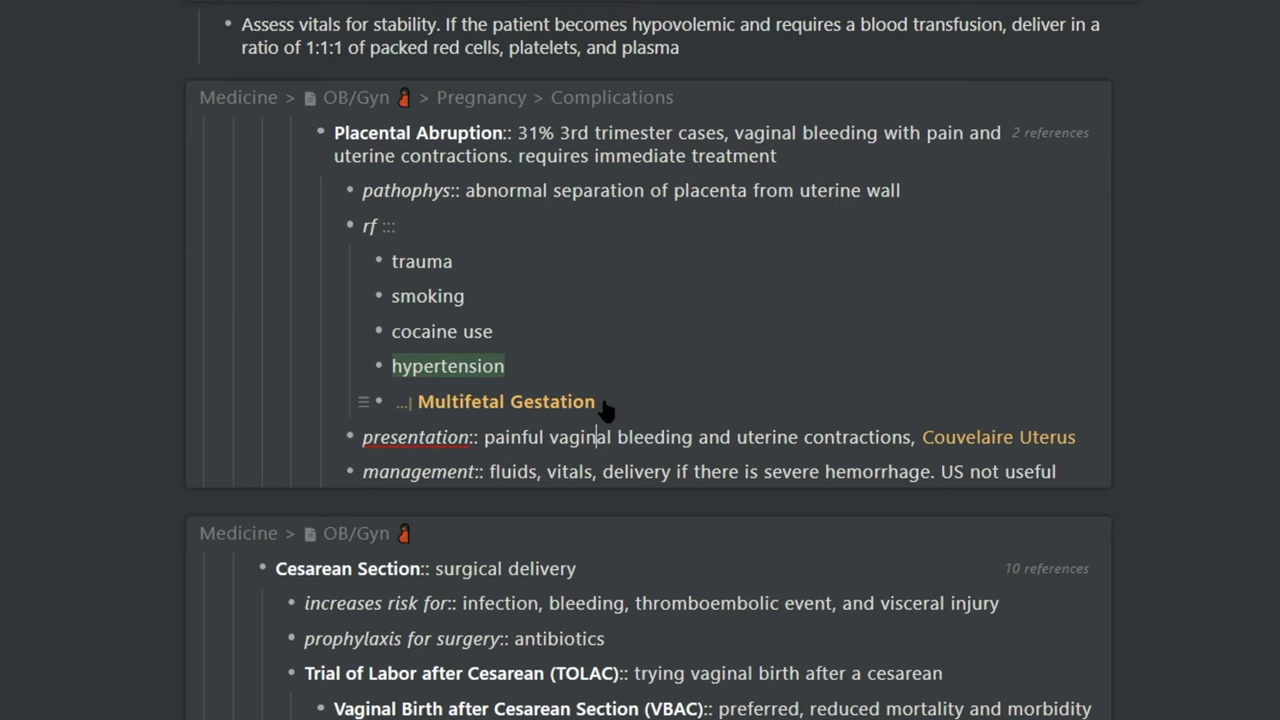 Assess vitals for stability. If the patient becomes hypovolemic and requires a blood transfusion, deliver in a
ratio of 1:1:1 of packed red cells, platelets, and plasma
Medicine > OB/Gyn > Pregnancy > Complications
Placental Abruption:: 31% 3rd trimester cases, vaginal bleeding with pain and 2 references
uterine contractions. requires immediate treatment
pathophys:: abnormal separation of placenta from uterine wall
rf :::
trauma
smoking
cocaine use
hypertension
...| Multifetal Gestation
presentation:: painful vaginal bleeding and uterine contractions, Couvelaire Uterus
management:: fluids, vitals, delivery if there is severe hemorrhage. US not useful
Medicine > OB/Gyn
Cesarean Section:: surgical delivery 10 references
increases risk for:: infection, bleeding, thromboembolic event, and visceral injury
prophylaxis for surgery:: antibiotics
Trial of Labor after Cesarean (TOLAC):: trying vaginal birth after a cesarean
Vaginal Birth after Cesarean Section (VBAC):: preferred, reduced mortality and morbidity